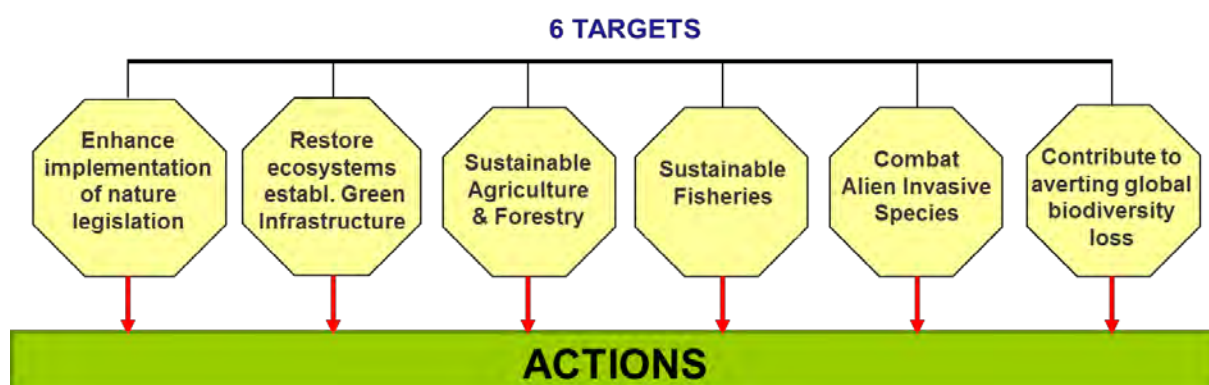 6 TARGETS
Enhance
implementation
of nature
legislation
Restore
ecosystems
establ. Green
Infrastructure
Sustainable
Agriculture
& Forestry
Sustainable
Fisheries
Combat
Alien Invasive
Species
Contribute to
averting global
biodiversity
loss
ACTIONS